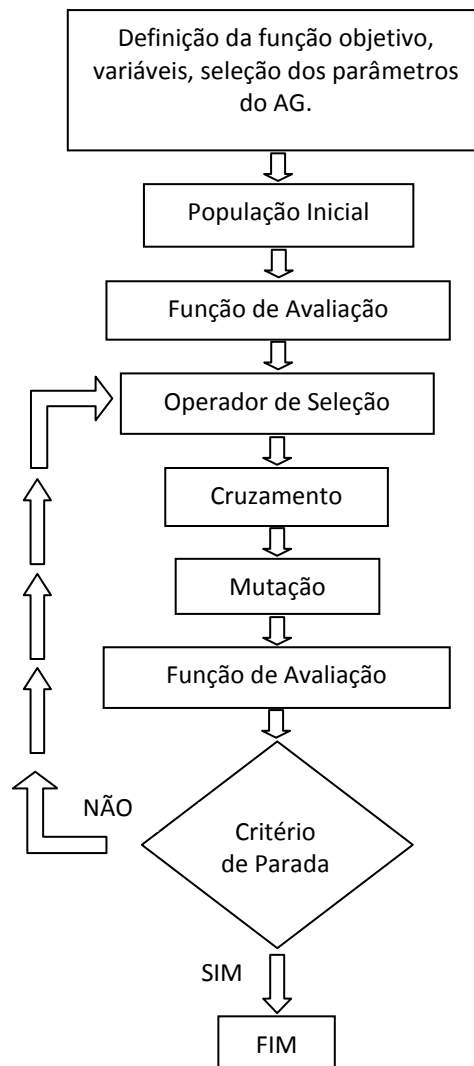 Definição da função objetivo,
variáveis, seleção dos parâmetros
do AG.
População Inicial
Função de Avaliação
Operador de Seleção
Cruzamento
Mutação
Função de Avaliação
NÃO
Critério
de Parada
SIM
FIM